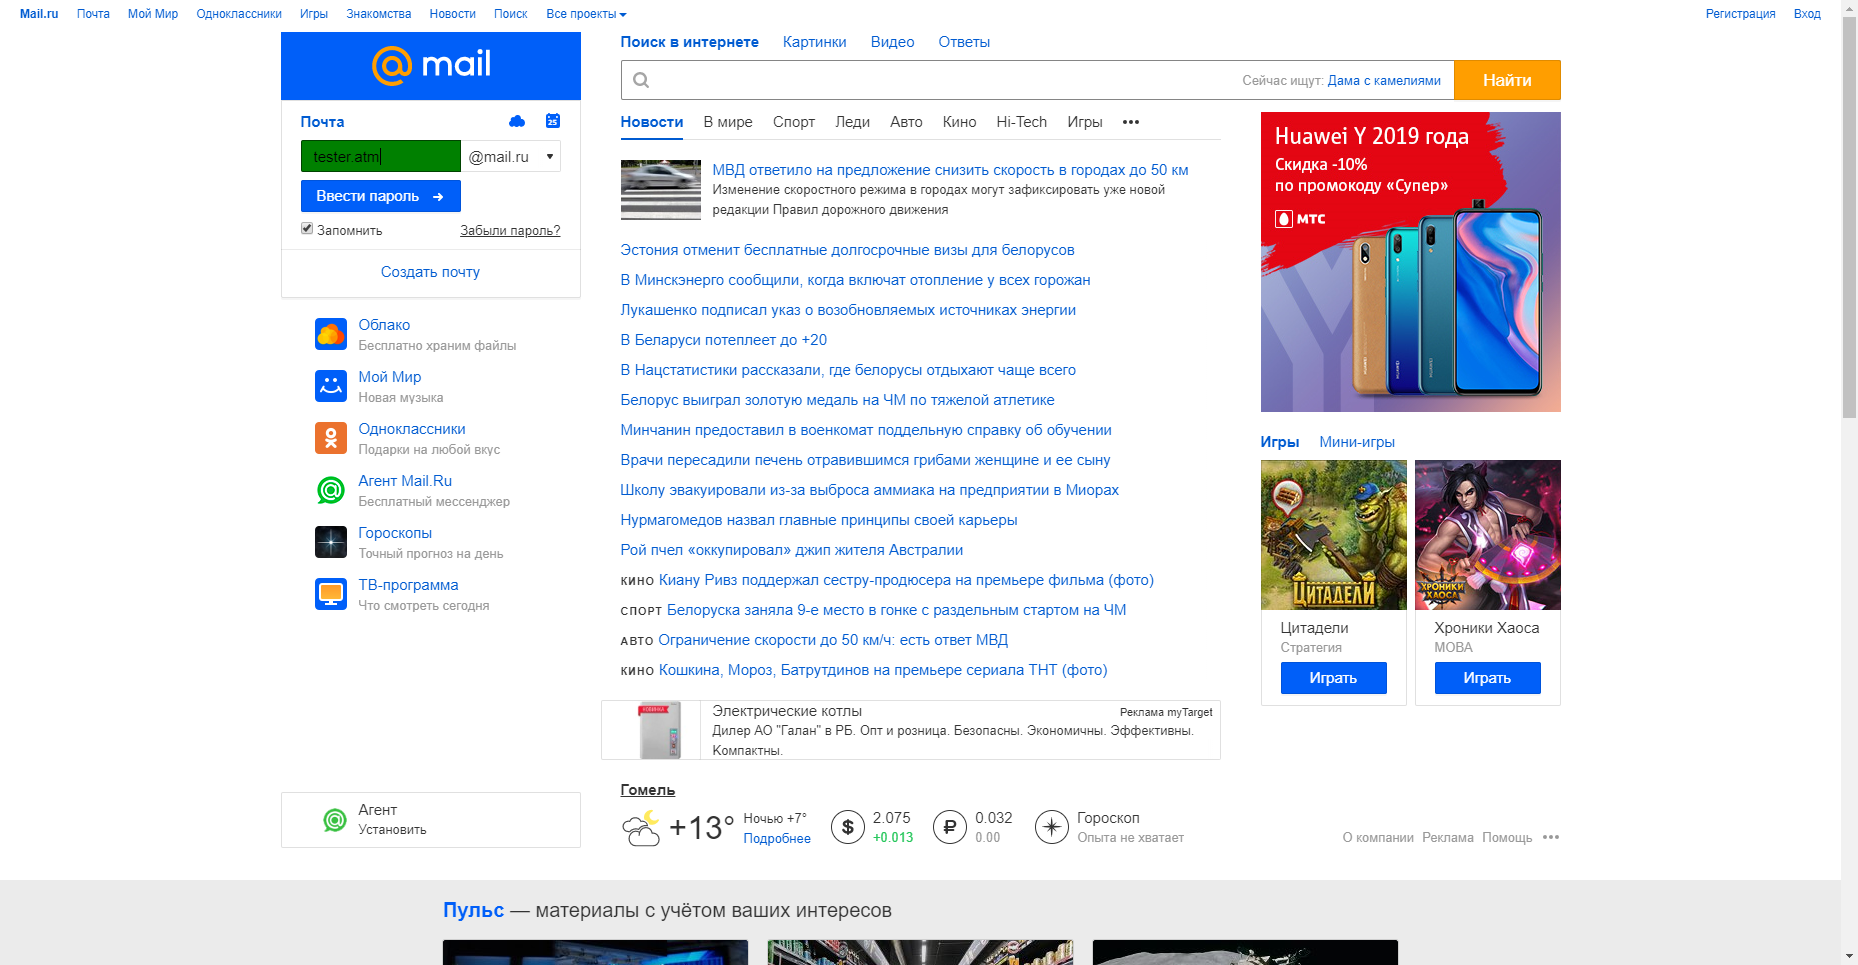 Mail.ru Почта Мой Мир Одноклассники Игры Знакомства Новости Поиск Все проекты Регистрация Вход
@mail
Почта
25
tester.atm @mail.ru
Ввести пароль →
Запомнить Забыли пароль?
Создать почту
Облако
Бесплатно храним файлы
Мой Мир
Новая музыка
Одноклассники
Подарки на любой вкус
Агент Mail.Ru
Бесплатный мессенджер
Гороскопы
Точный прогноз на день
ТВ-программа
Что смотреть сегодня
Агент
Установить
Поиск в интернете Картинки Видео Ответы
Сейчас ищут: Дама с камелиями Найти
Новости В мире Спорт Леди Авто Кино Hi-Tech Игры •••
МВД ответило на предложение снизить скорость в городах до 50 км
Изменение скоростного режима в городах могут зафиксировать уже новой
редакции Правил дорожного движения
Эстония отменит бесплатные долгосрочные визы для белорусов
В Минскэнерго сообщили, когда включат отопление у всех горожан
Лукашенко подписал указ о возобновляемых источниках энергии
В Беларуси потеплеет до +20
В Нацстатистики рассказали, где белорусы отдыхают чаще всего
Белорус выиграл золотую медаль на ЧМ по тяжелой атлетике
Минчанин предоставил в военкомат поддельную справку об обучении
Врачи пересадили печень отравившимся грибами женщине и ее сыну
Школу эвакуировали из-за выброса аммиака на предприятии в Миорах
Нурмагомедов назвал главные принципы своей карьеры
Рой пчел «оккупировал» джип жителя Австралии
КИНО Киану Ривз поддержал сестру-продюсера на премьере фильма (фото)
СПОРТ Белоруска заняла 9-е место в гонке с раздельным стартом на ЧМ
АВТО Ограничение скорости до 50 км/ч: есть ответ МВД
КИНО Кошкина, Мороз, Батрутдинов на премьере сериала ТНТ (фото)
НОВИНКА
Электрические котлы Реклама myTarget
Дилер АО "Галан" в РБ. Опт и розница. Безопасны. Экономичны. Эффективны.
Компактны.
Гомель
+13° Ночью +7° Подробнее
$ 2.075 +0.013
₽ 0.032 0.00
Гороскоп
Опыта не хватает
Huawei Y 2019 года
Скидка -10%
по промокоду «Супер»
МТС
HUAWEI HUAWEI HUAWEI
Игры Мини-игры
ЦИТАДЕЛИ
ХРОНИКИ
ХАОСА
Цитадели
Стратегия
Играть
Хроники Хаоса
МОВА
Играть
О компании Реклама Помощь •••
Пульс — материалы с учётом ваших интересов